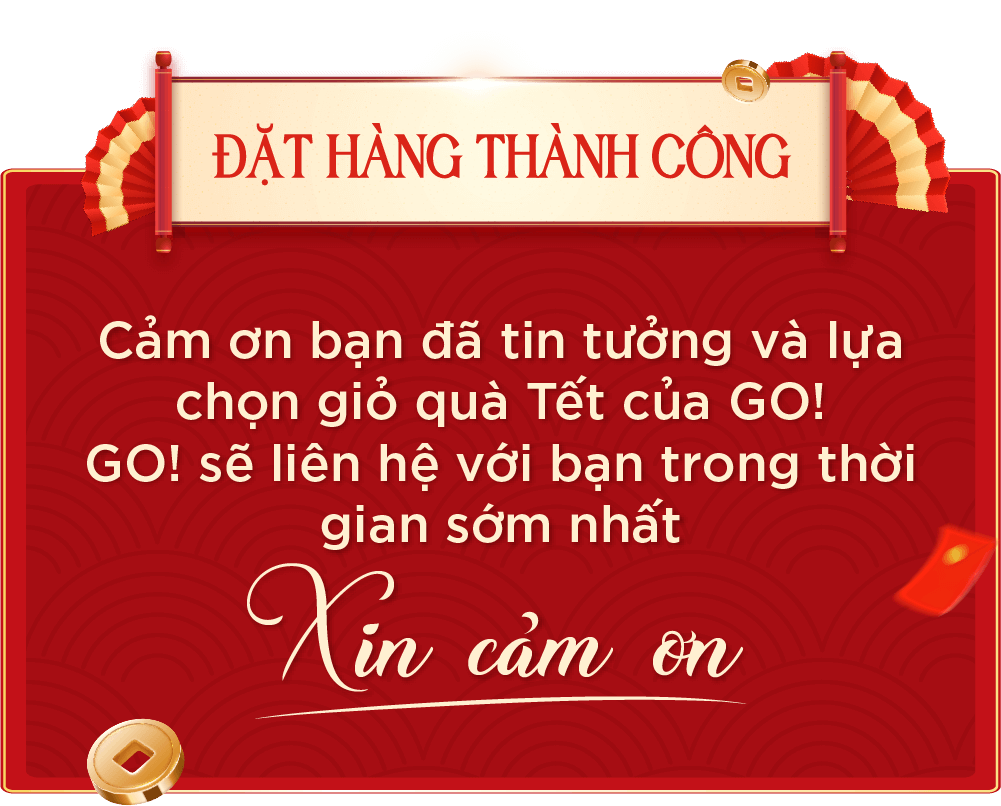 ĐẶT HÀNG THÀNH CÔNG
Cảm ơn bạn đã tin tưởng và lựa
chọn giỏ quà Tết của GO!
GO! sẽ liên hệ với bạn trong thời
gian sớm nhất
Xin cảm ơn